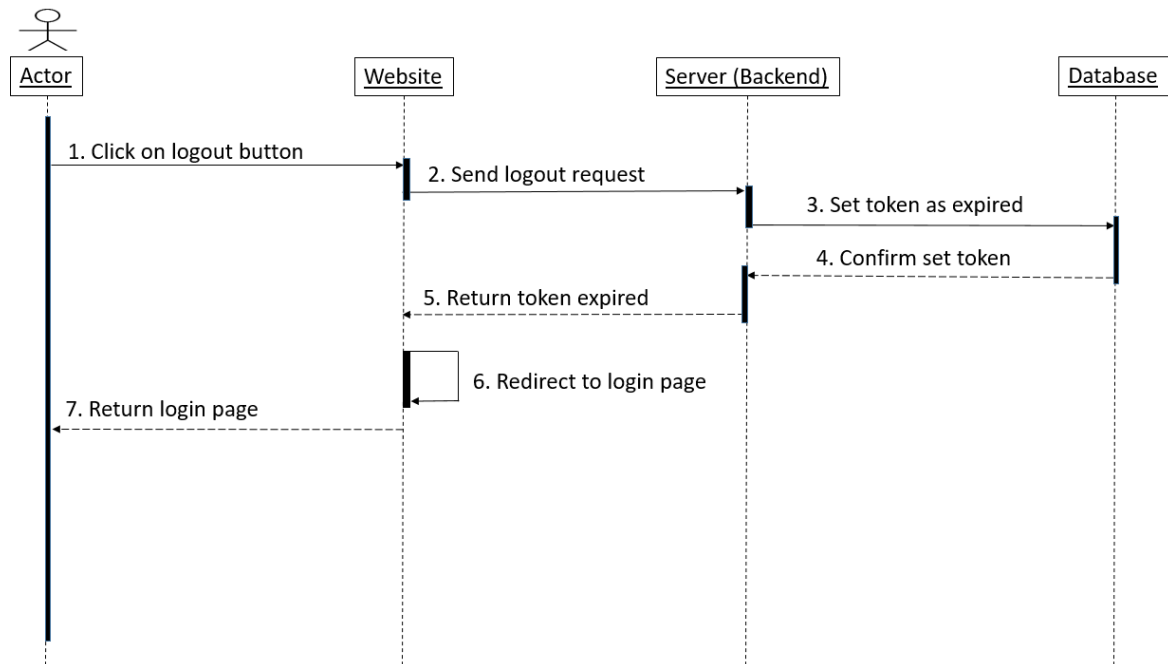 Actor
Website
Server (Backend)
Database
1. Click on logout button
2. Send logout request
3. Set token as expired
4. Confirm set token
5. Return token expired
6. Redirect to login page
7. Return login page